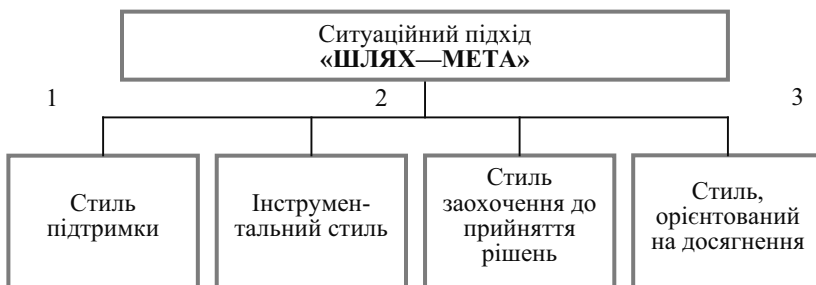 Ситуаційний підхід
«ШЛЯХ—МЕТА»
1 2 3
Стиль
підтримки
Інструмен-
тальний стиль
Стиль
заохочення до
прийняття
рішень
Стиль,
орієнтований
на досягнення